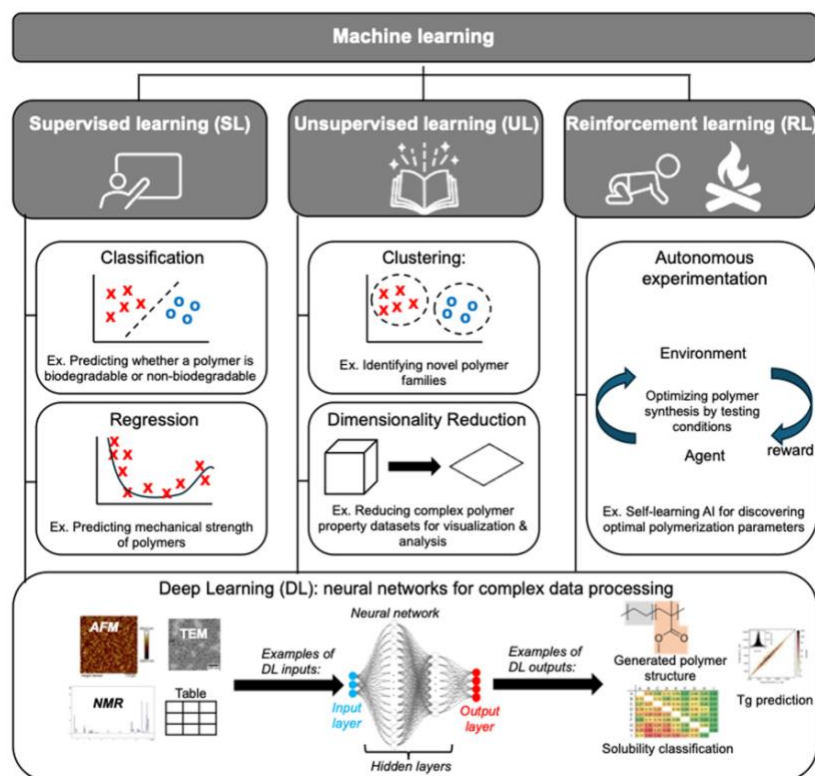 Machine learning
Supervised learning (SL)
Unsupervised learning (UL)
Reinforcement learning (RL)
Classification
X X X X X
O O O O
Ex. Predicting whether a polymer is
biodegradable or non-biodegradable
Regression
X X X X X X X X X X X
Ex. Predicting mechanical strength
of polymers
Clustering:
X X X X X
O O O O
Ex. Identifying novel polymer
families
Dimensionality Reduction
Ex. Reducing complex polymer
property datasets for visualization &
analysis
Autonomous
experimentation
Environment
Optimizing polymer
synthesis by testing
conditions
Agent
reward
Ex. Self-learning AI for discovering
optimal polymerization parameters
Deep Learning (DL): neural networks for complex data processing
AFM
TEM
NMR
Table
Examples of
DL inputs:
Neural network
Input
layer
Hidden layers
Output
layer
Examples of
DL outputs:
O
O
Generated polymer
structure
Tg prediction
Solubility classification